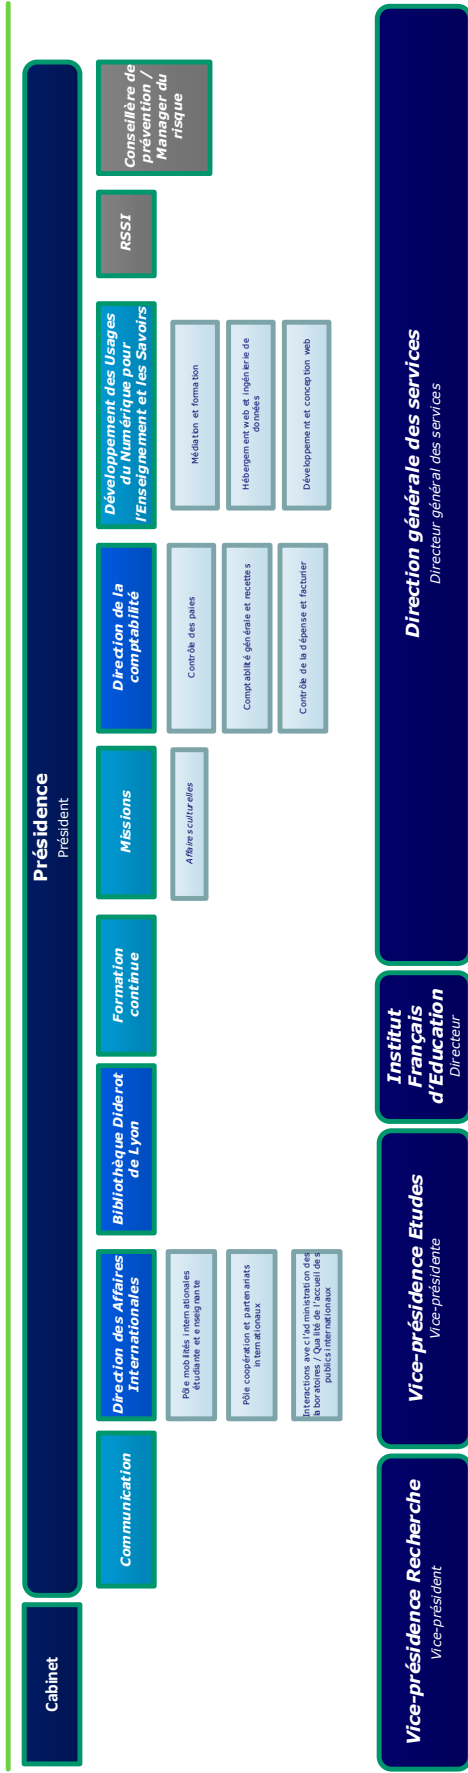 Cabinet
Présidence
Président
Communication
Direction des Affaires
Internationales
Pôle mobilités internationales
étudiante et enseignante
Pôle coopération et partenariats
internationaux
Interactions avec l'administration des
laboratoires / Qualité de l'accueil des
publics internationaux
Bibliothèque Diderot
de Lyon
Formation
continue
Missions
Affaires culturelles
Direction de la
comptabilité
Contrôle des paies
Comptabilité générale et recettes
Contrôle de la dépense et facturier
Développement des Usages
du Numérique pour
l'Enseignement et les Savoirs
Médiation et formation
Hébergement web et ingénierie de
données
Développement et conception web
RSSI
Conseillère de
prévention /
Manager du
risque
Vice-présidence Recherche
Vice-président
Vice-présidence Etudes
Vice-présidente
Institut
Français
d'Education
Directeur
Direction générale des services
Directeur général des services